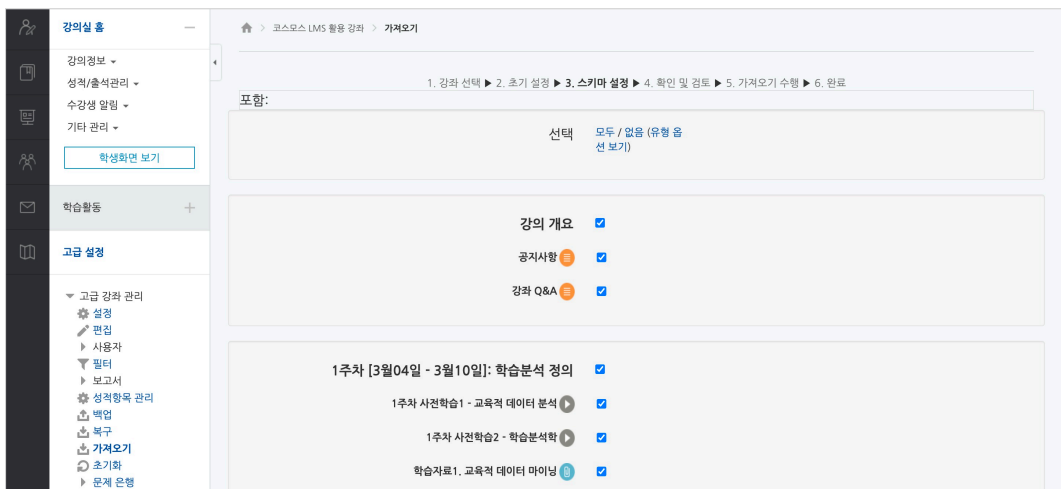 강의실 홈
강의정보
성적/출석관리
수강생 알림
기타 관리
학생화면 보기
학습활동
고급 설정
고급 강좌 관리
설정
편집
사용자
필터
보고서
성적항목 관리
백업
복구
가져오기
초기화
문제 은행
코스모스 LMS 활용 강좌 > 가져오기
1. 강좌 선택 ▶ 2. 초기 설정 ▶ 3. 스키마 설정 ▶ 4. 확인 및 검토 ▶ 5. 가져오기 수행 ▶ 6. 완료
포함:
선택 모두 / 없음 (유형 옵
션 보기)
강의 개요
공지사항
강좌 Q&A
1주차 [3월04일 - 3월10일]: 학습분석 정의
1주차 사전학습1 - 교육적 데이터 분석
1주차 사전학습2 - 학습분석학
학습자료1. 교육적 데이터 마이닝